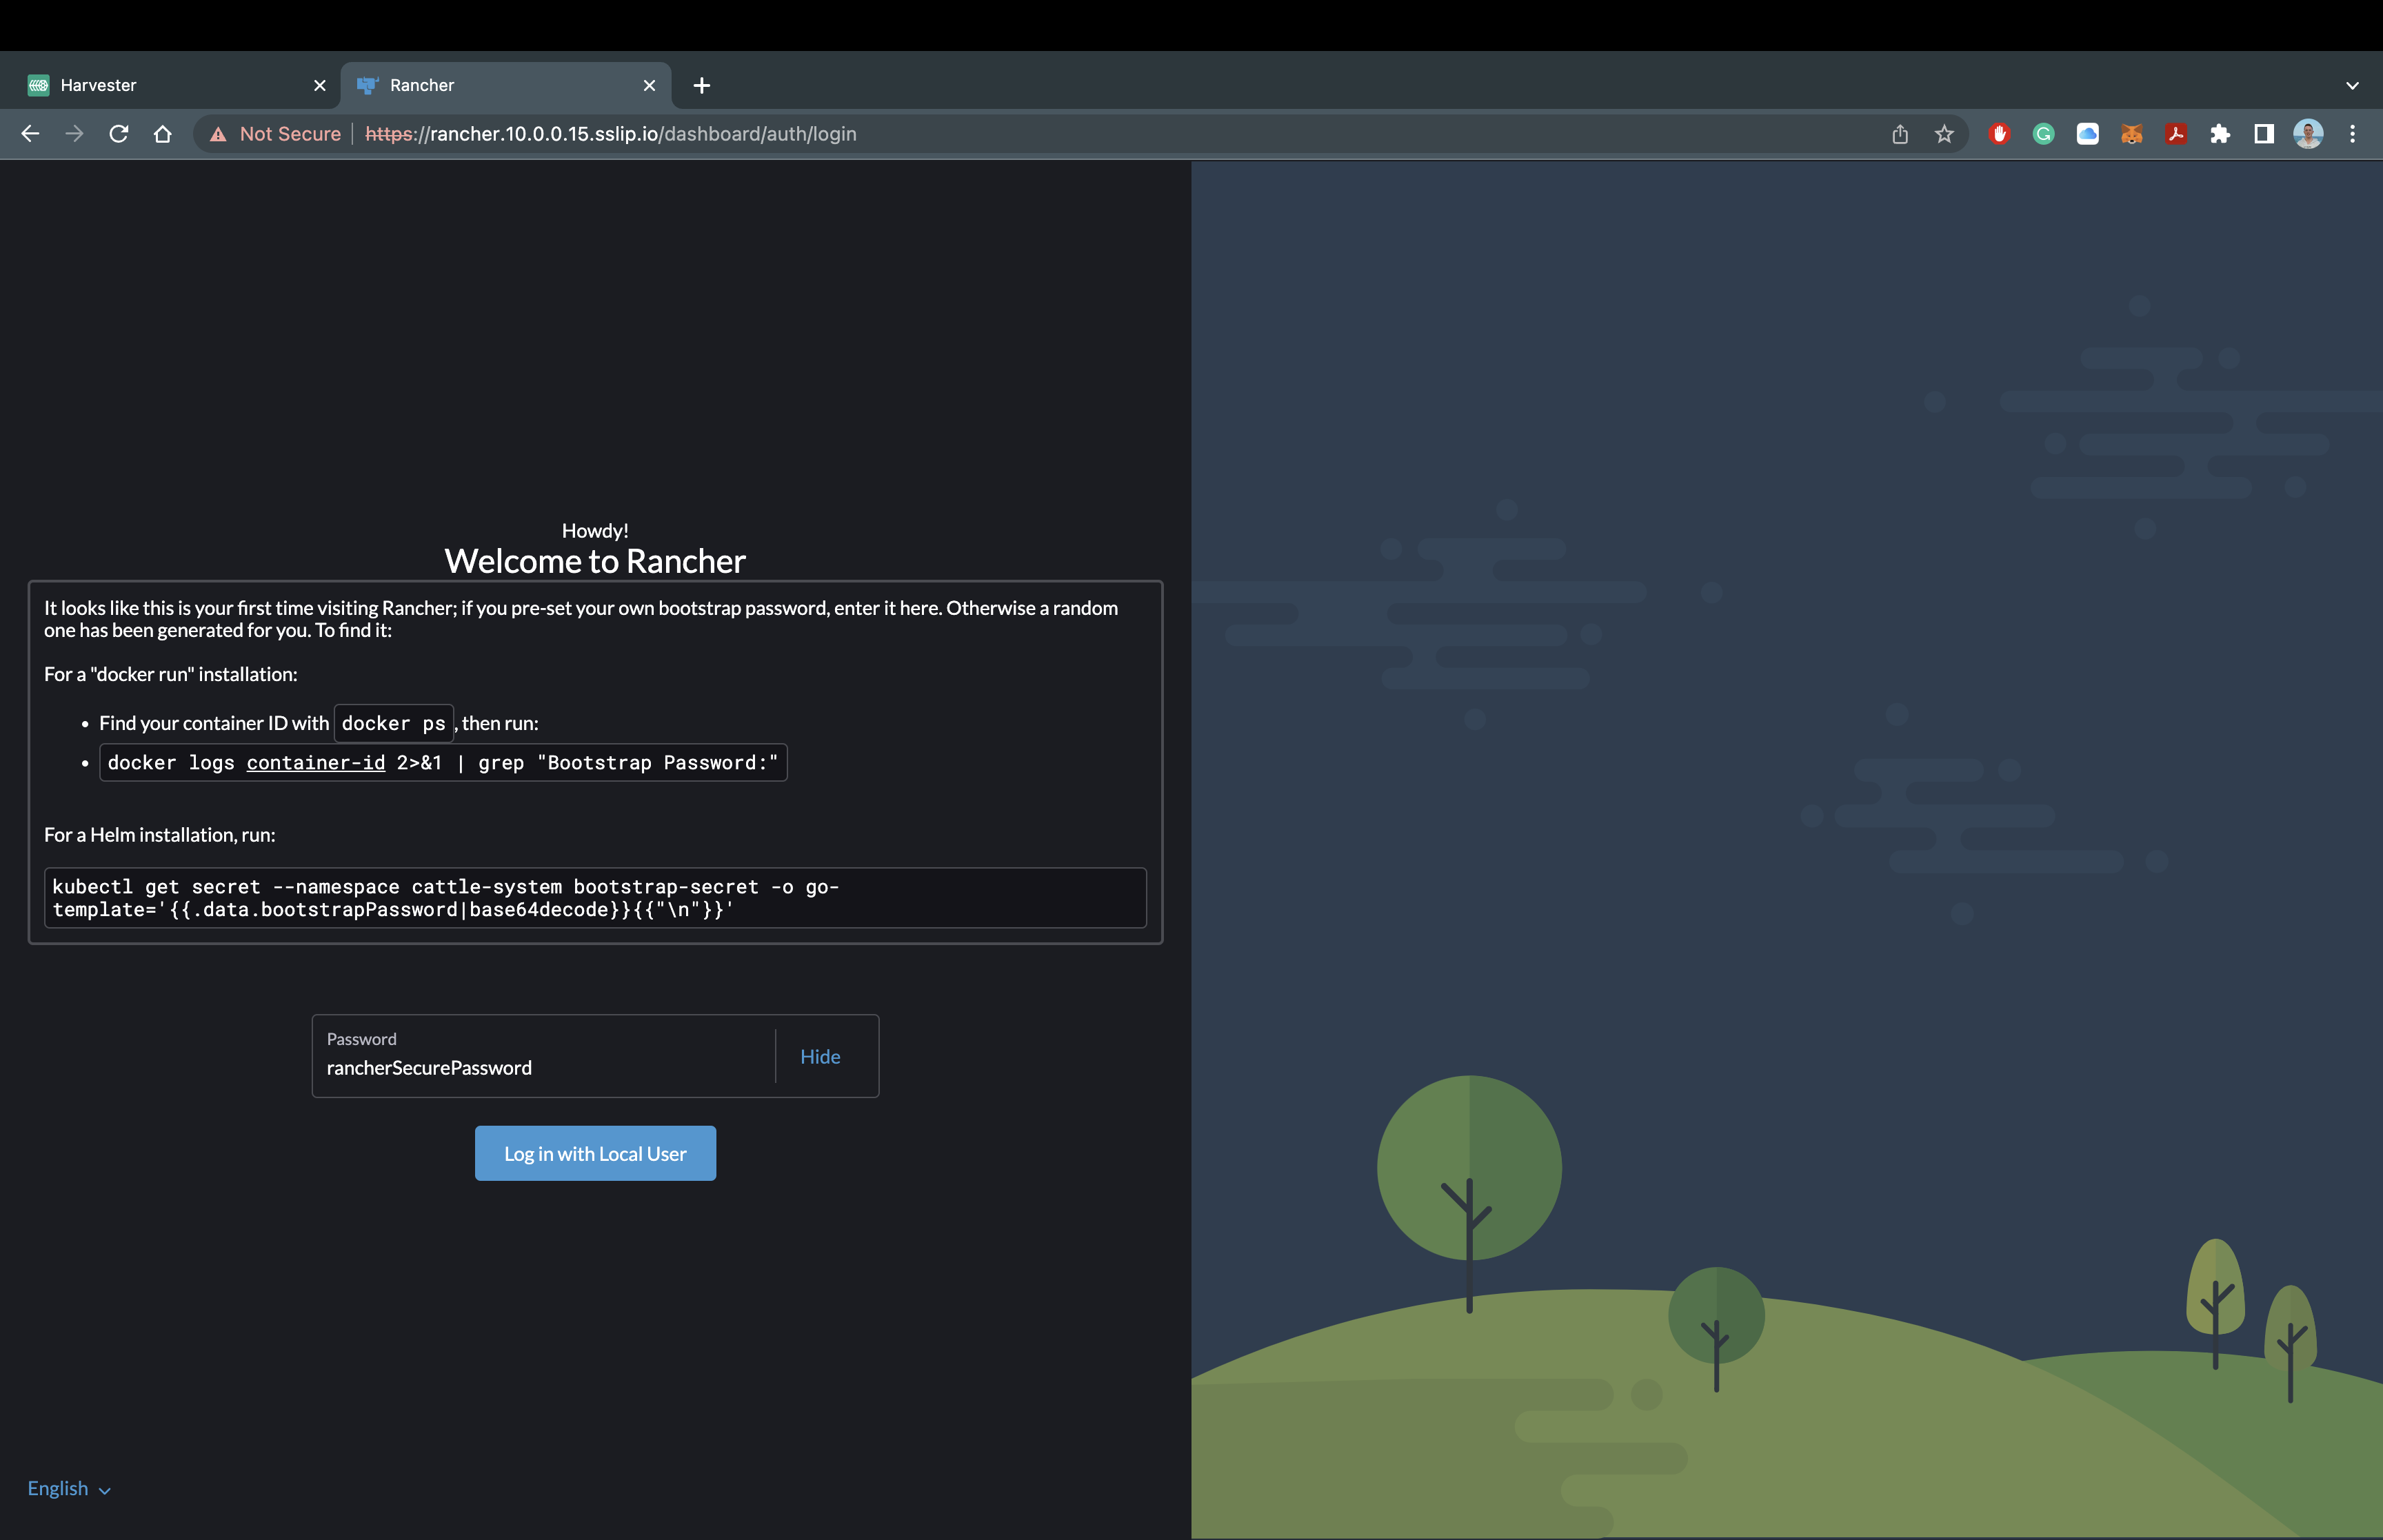 Harvester
Rancher
Not Secure
https://rancher.10.0.0.15.sslip.io/dashboard/auth/login
Howdy!
Welcome to Rancher
It looks like this is your first time visiting Rancher; if you pre-set your own bootstrap password, enter it here. Otherwise a random
one has been generated for you. To find it:
For a "docker run" installation:
• Find your container ID with docker ps, then run:
• docker logs container-id 2>&1 | grep "Bootstrap Password:"
For a Helm installation, run:
kubectl get secret --namespace cattle-system bootstrap-secret -o go-
template='{{.data.bootstrapPassword|base64decode}}{{"\n"}}'
Password
rancherSecurePassword
Hide
Log in with Local User
English